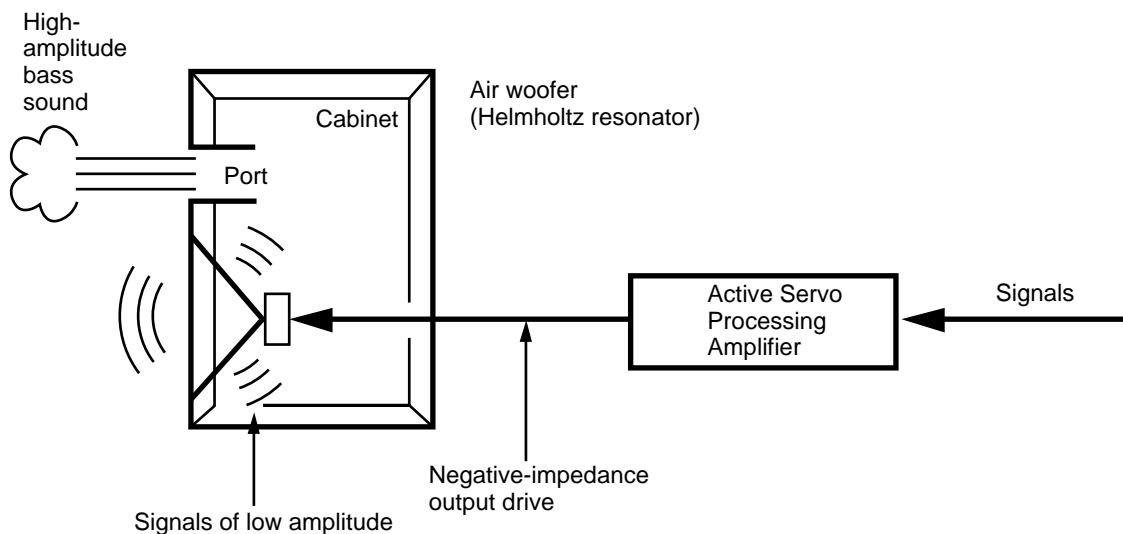 High-
amplitude
bass
sound
Cabinet
Air woofer
(Helmholtz resonator)
Port
Active Servo
Processing
Amplifier
Signals
Negative-impedance
output drive
Signals of low amplitude